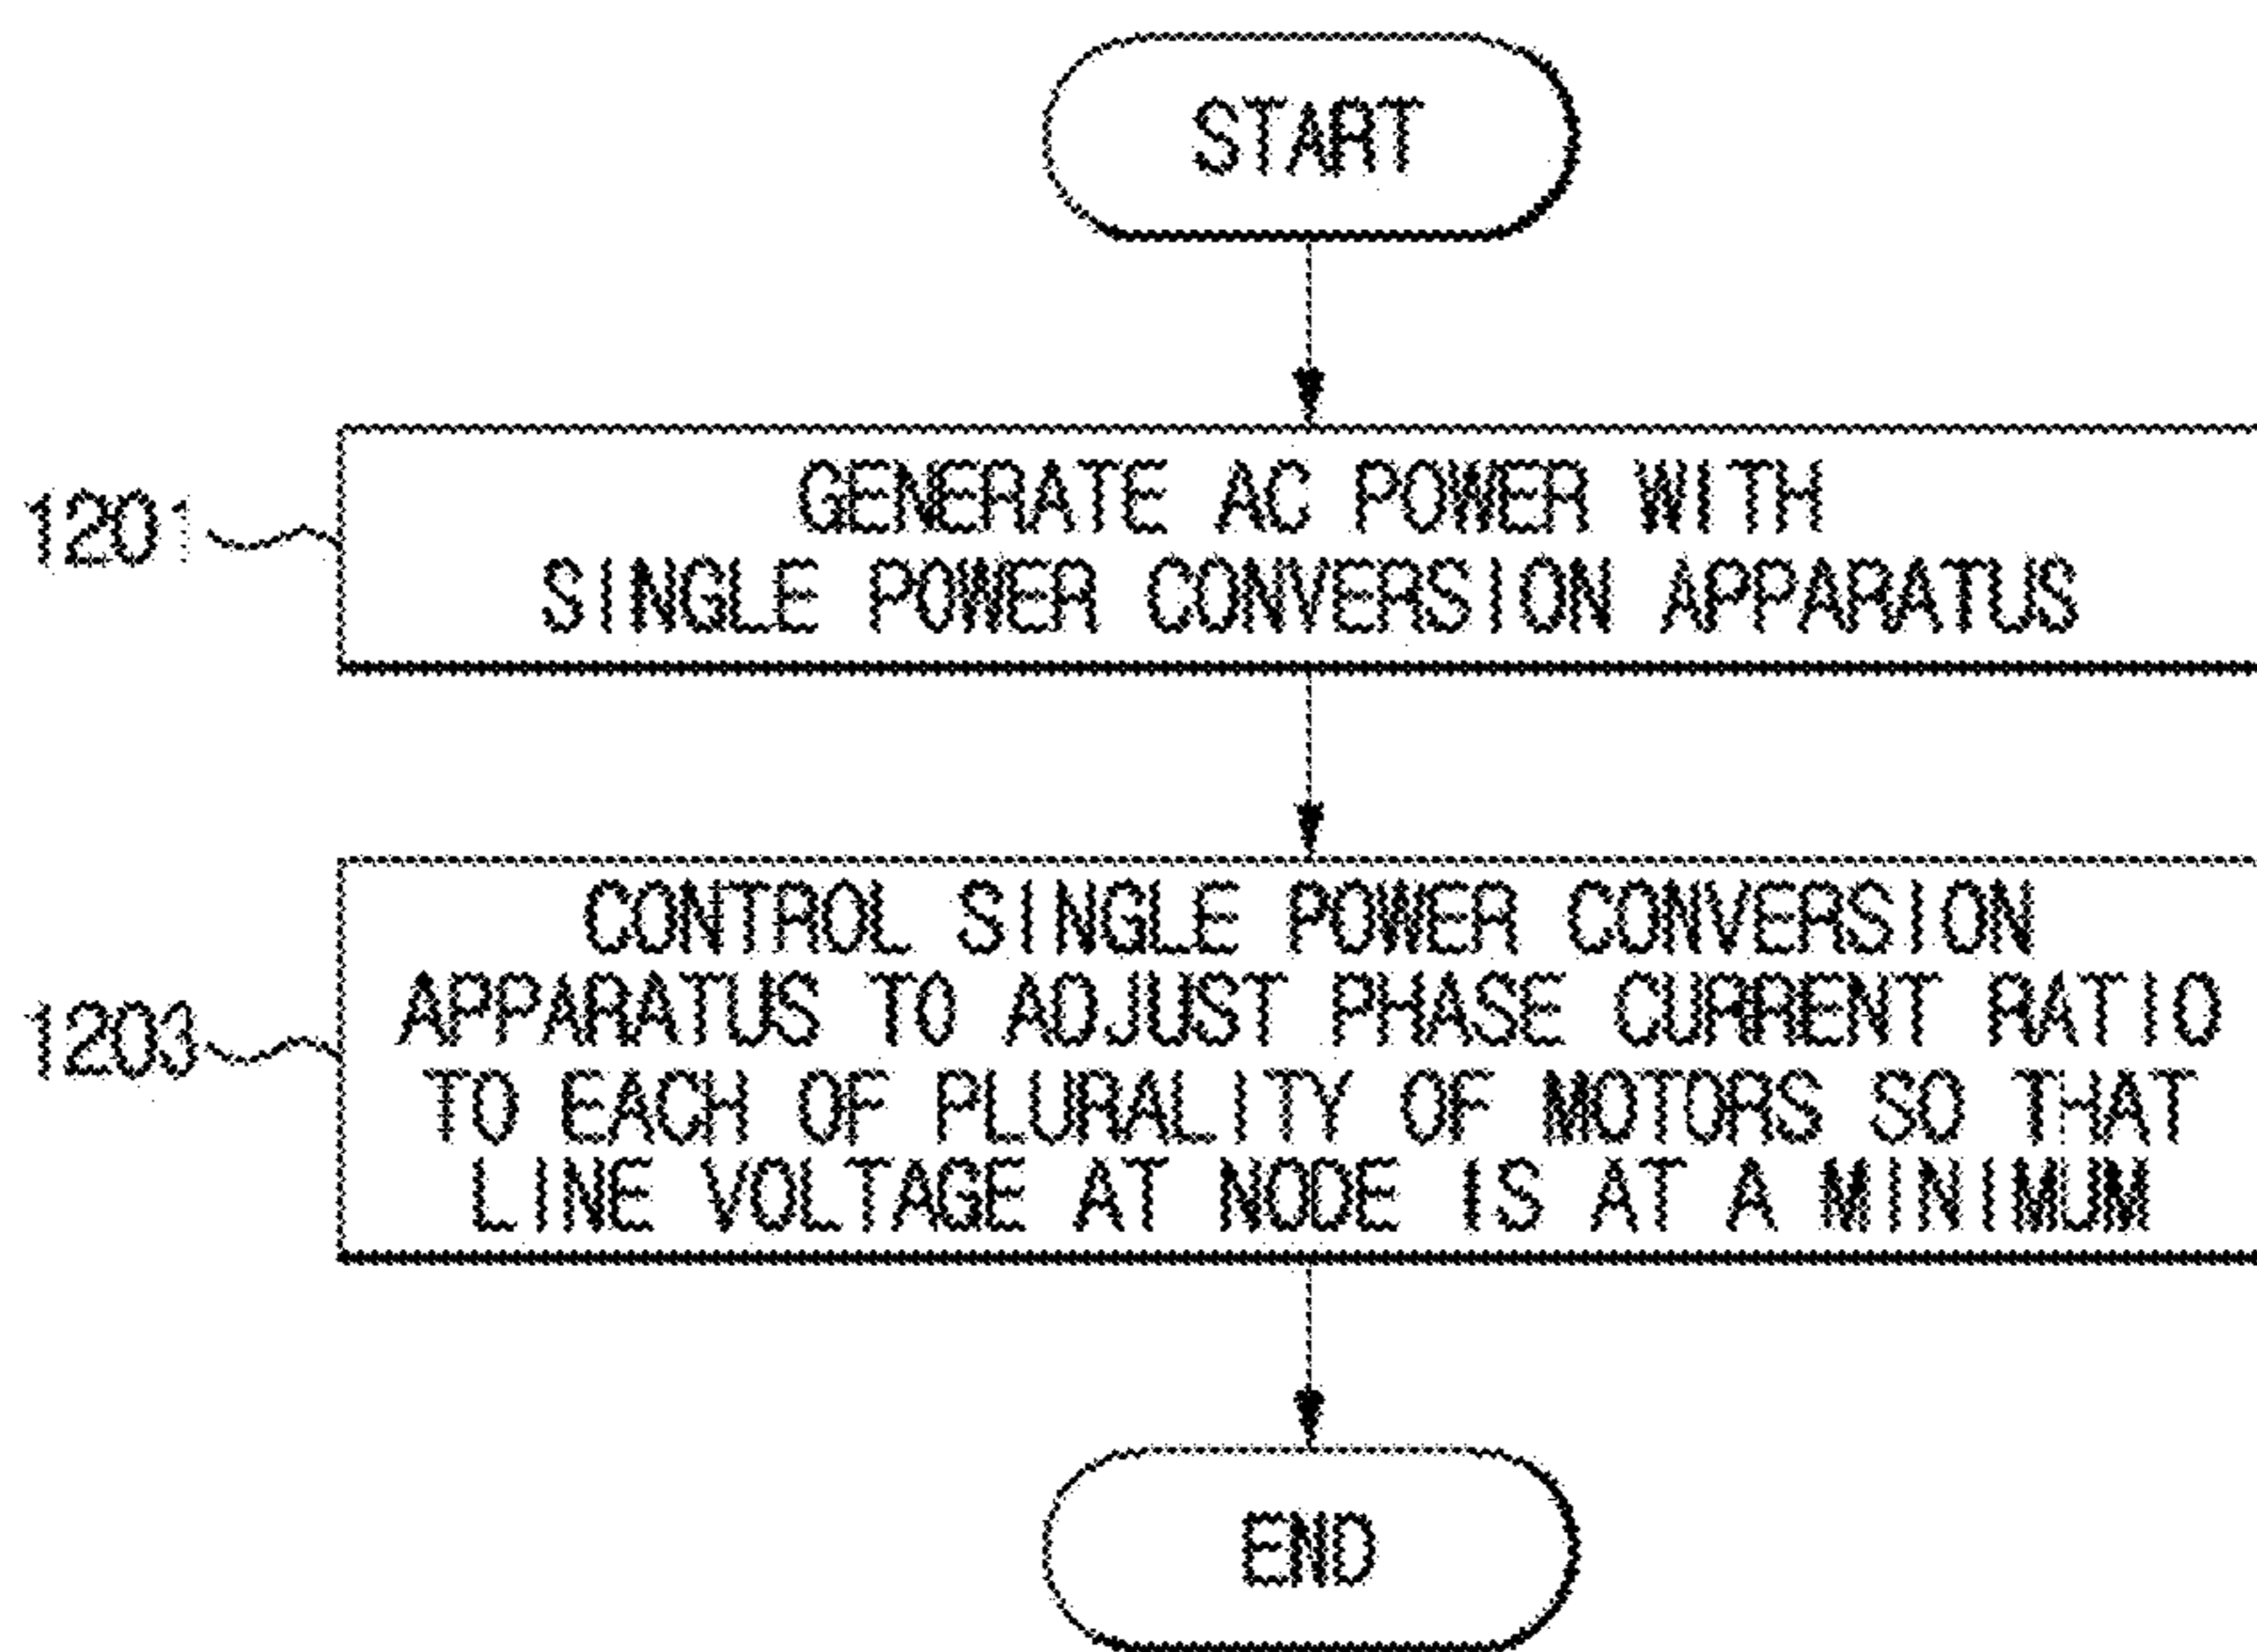 START
1201
GENERATE AC POWER WITH
SINGLE POWER CONVERSION APPARATUS
1203
CONTROL SINGLE POWER CONVERSION
APPARATUS TO ADJUST PHASE CURRENT RATIO
TO EACH OF PLURALITY OF MOTORS SO THAT
LINE VOLTAGE AT NODE IS AT A MINIMUM
END